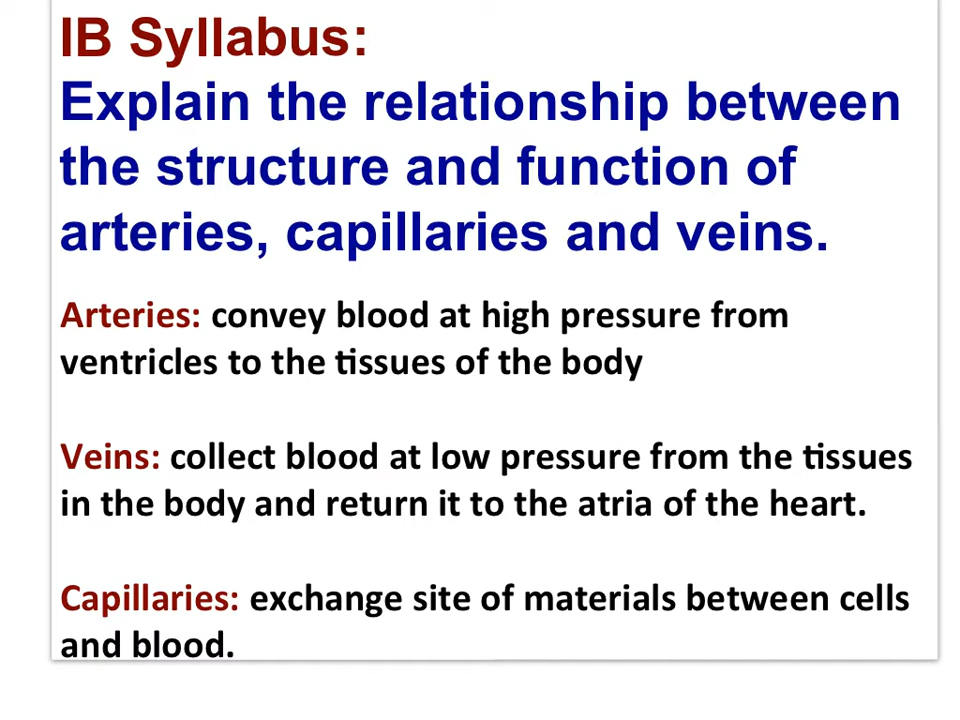 IB Syllabus:
Explain the relationship between
the structure and function of
arteries, capillaries and veins.
Arteries: convey blood at high pressure from
ventricles to the tissues of the body
Veins: collect blood at low pressure from the tissues
in the body and return it to the atria of the heart.
Capillaries: exchange site of materials between cells
and blood.